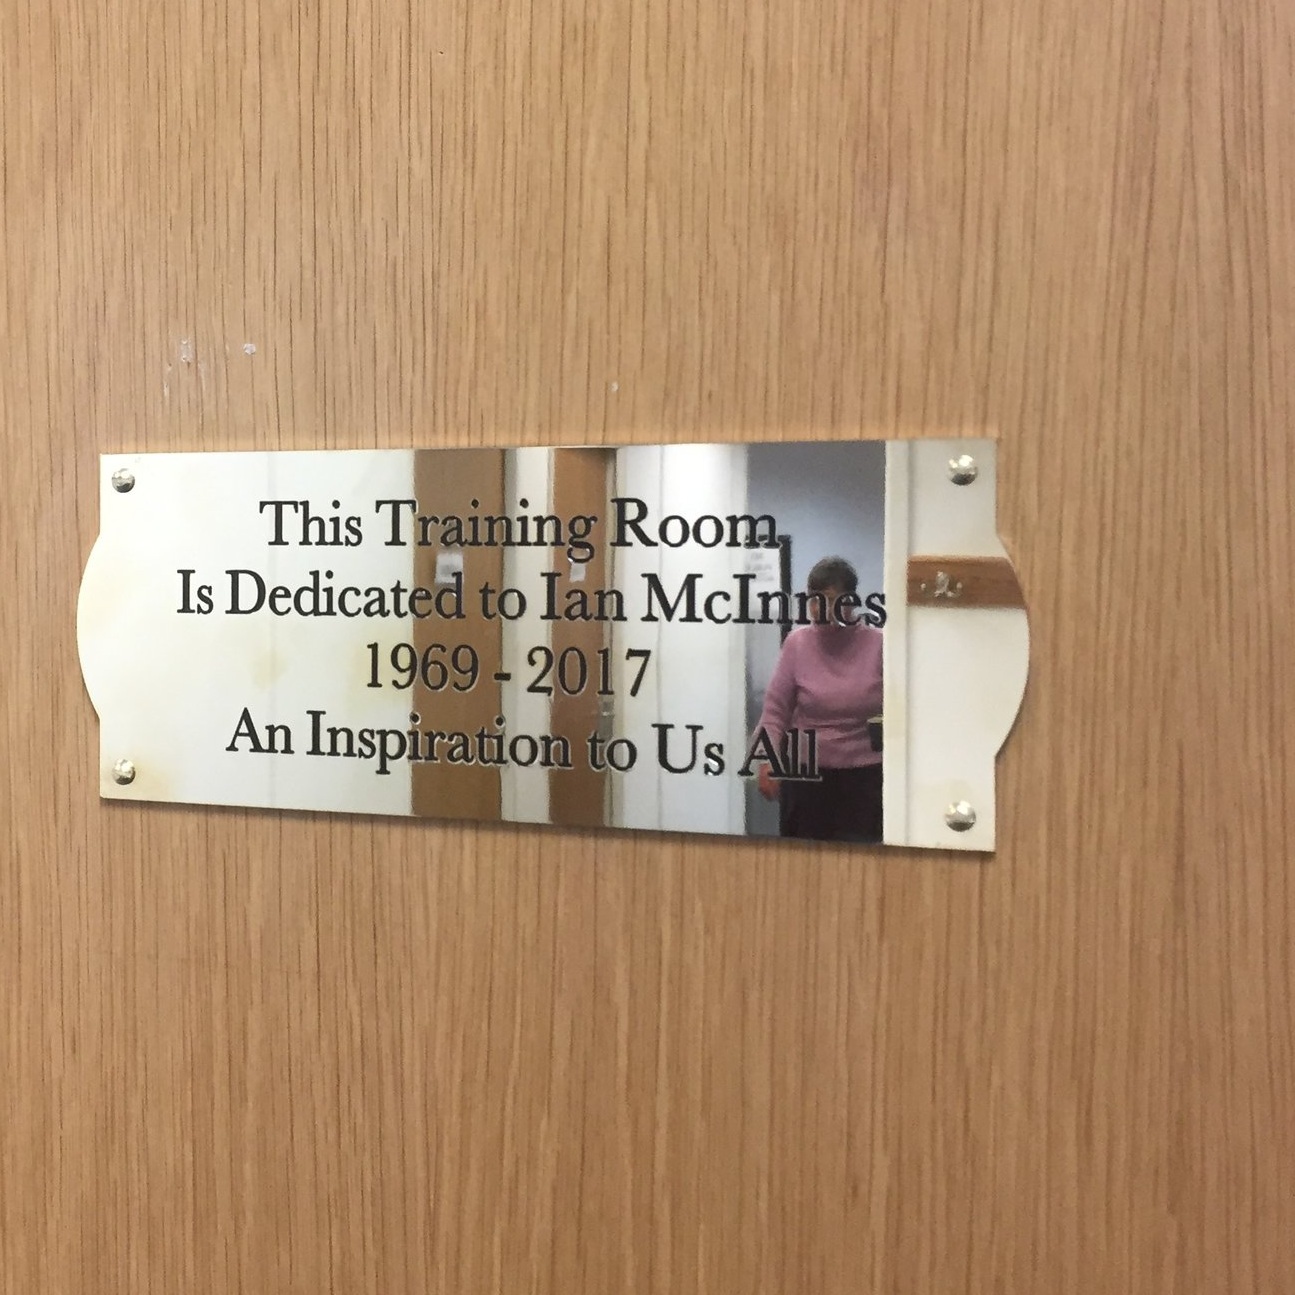 This Training Room
Is Dedicated to Ian McInnes
1969 - 2017
An Inspiration to Us All